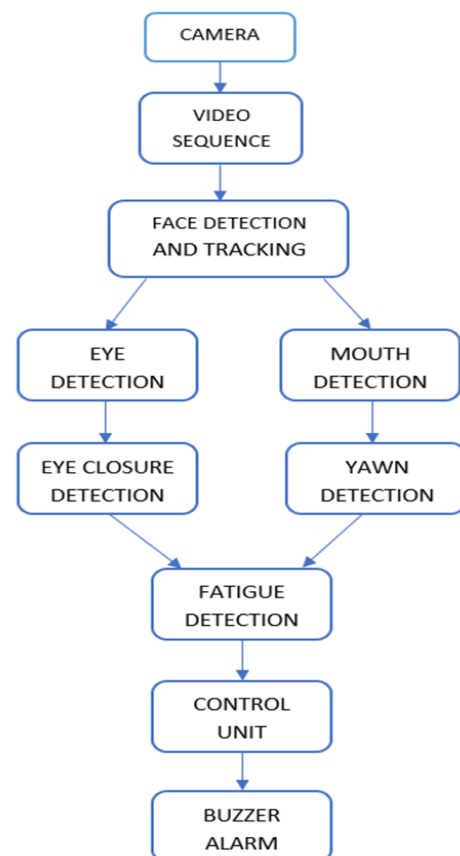 CAMERA
VIDEO
SEQUENCE
FACE DETECTION
AND TRACKING
EYE
DETECTION
MOUTH
DETECTION
EYE CLOSURE
DETECTION
YAWN
DETECTION
FATIGUE
DETECTION
CONTROL
UNIT
BUZZER
ALARM